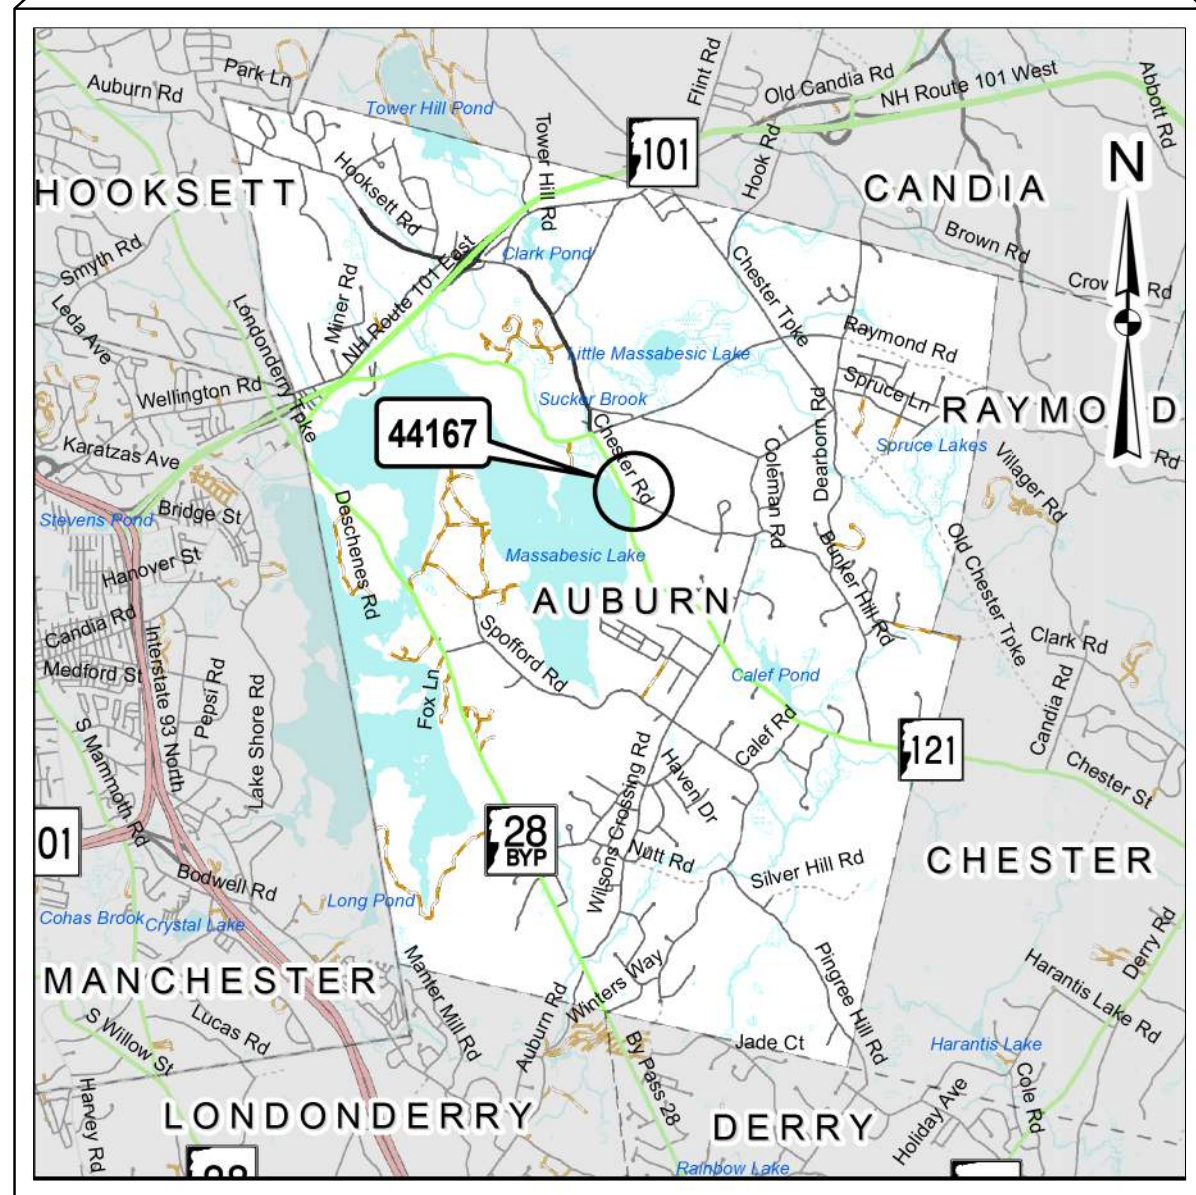 Park Ln
Auburn Rd
Tower Hill Pond
Flint Rd
Old Candia Rd
NH Route 101 West
Abbott Rd
Tower Hill Rd
101
Hook Rd
N
HOOKSETT
Hooksett Rd
CANDIA
Brown Rd
Smyth Rd
Clark Pond
Chester Tpke
Crow
Rd
Leda Ave
Londonderry Tpke
Miner Rd
NH Route 101 East
Little Massabesic Lake
Raymond Rd
Wellington Rd
Sucker Brook
Dearborn Rd
Spruce Ln
RAYMO
D
44167
Chester Rd
Karatzas Ave
Coleman Rd
Spruce Lakes
Villager Rd
Rd
Stevens Pond
Bridge St
Deschenes Rd
Hanover St
Massabesic Lake
Bunker Hill Rd
Old Chester Tpke
AUBURN
Candia Rd
Interstate 93 North
Spofford Rd
Clark Rd
Medford St
Pepsi Rd
Lake Shore Rd
Fox Ln
Calef Pond
Candia Rd
S Mammoth Rd
Calef Rd
121
Wilsons Crossing Rd
Haven Dr
Chester St
01
28
BYP
Nutt Rd
Silver Hill Rd
CHESTER
Bodwell Rd
Long Pond
Cohas Brook
Crystal Lake
Derry Rd
MANCHESTER
Manter Mill Rd
Auburn Rd
Winters Way
Pingree Hill Rd
Harantis Lake Rd
S Willow St
Lucas Rd
By Pass 28
Jade Ct
Harantis Lake
Harvey Rd
Cole Rd
Holiday Ave
LONDONDERRY
DERRY
Rainbow Lake